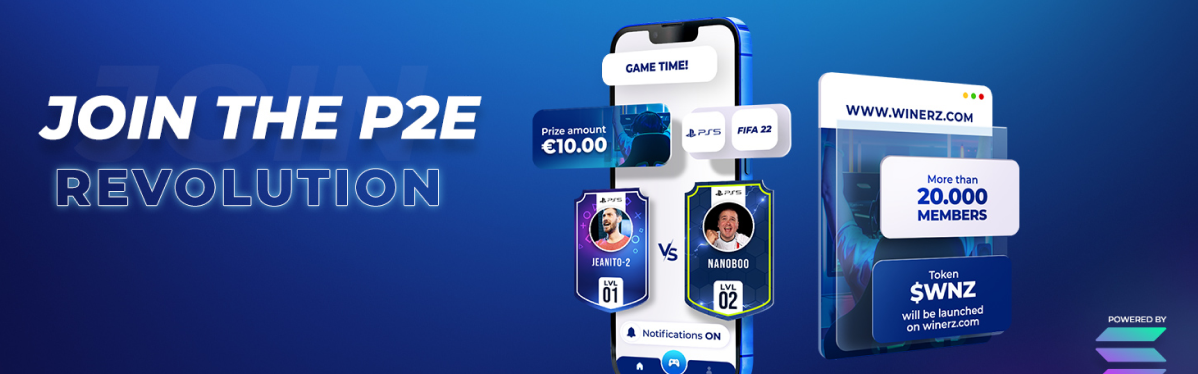 JOIN
JOIN THE P2E
REVOLUTION
GAME TIME!
Prize amount
€10.00
PS5
FIFA 22
PS5
JEANITO-2
LVL
01
VS
PS5
NANOBOO
LVL
02
Notifications ON
WWW.WINERZ.COM
More than
20.000
MEMBERS
Token
$WNZ
will be launched
on winerz.com
POWERED BY